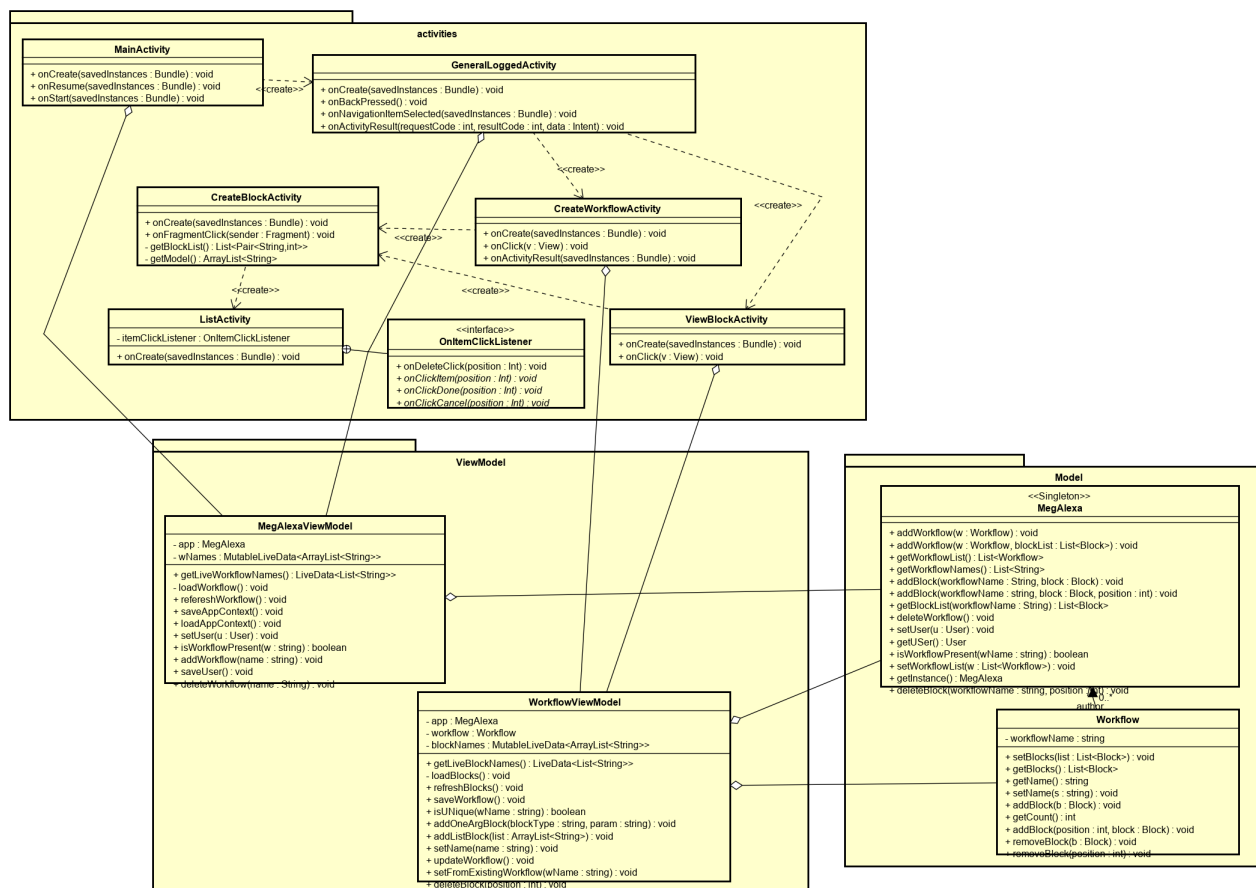 activities
MainActivity
+ onCreate(savedInstances : Bundle) : void
+ onResume(savedInstances : Bundle) : void
+ onStart(savedInstances : Bundle) : void
<<create>>
GeneralLoggedActivity
+ onCreate(savedInstances : Bundle) : void
+ onBackPressed() : void
+ onNavigationItemSelected(savedInstances : Bundle) : void
+ onActivityResult(requestCode : int, resultCode : int, data : Intent) : void
<<create>>
<<create>>
CreateBlockActivity
+ onCreate(savedInstances : Bundle) : void
+ onFragmentClick(sender : Fragment) : void
- getBlockList() : List<Pair<String,int>>
- getModel() : ArrayList<String>
<<create>>
CreateWorkflowActivity
+ onCreate(savedInstances : Bundle) : void
+ onClick(v : View) : void
+ onActivityResult(savedInstances : Bundle) : void
<<create>>
<<create>>
ListActivity
- itemClickListener : OnItemClickListener
+ onCreate(savedInstances : Bundle) : void
<<interface>>
OnItemClickListener
+ onDeleteClick(position : Int) : void
+ onClickItem(position : Int) : void
+ onClickDone(position : Int) : void
+ onClickCancel(position : Int) : void
ViewBlockActivity
+ onCreate(savedInstances : Bundle) : void
+ onClick(v : View) : void
ViewModel
MegAlexaViewModel
- app : MegAlexa
- wNames : MutableLiveData<ArrayList<String>>
+ getLiveWorkflowNames() : LiveData<List<String>>
- loadWorkflow() : void
+ refereshWorkflow() : void
+ saveAppContext() : void
+ loadAppContext() : void
+ setUser(u : User) : void
+ isWorkflowPresent(w : string) : boolean
+ addWorkflow(name : string) : void
+ saveUser() : void
+ deleteWorkflow(name : String) : void
WorkflowViewModel
- app : MegAlexa
- workflow : Workflow
- blockNames : MutableLiveData<ArrayList<String>>
+ getLiveBlockNames() : LiveData<List<String>>
- loadBlocks() : void
+ refreshBlocks() : void
+ saveWorkflow() : void
+ isUNique(wName : string) : boolean
+ addOneArgBlock(blockType : string, param : string) : void
+ addListBlock(list : ArrayList<String>) : void
+ setName(name : string) : void
+ updateWorkflow() : void
+ setFromExistingWorkflow(wName : string) : void
+ deleteBlock(position : int) : void
Model
<<Singleton>>
MegAlexa
+ addWorkflow(w : Workflow) : void
+ addWorkflow(w : Workflow, blockList : List<Block>) : void
+ getWorkflowList() : List<Workflow>
+ getWorkflowNames() : List<String>
+ addBlock(workflowName : String, block : Block) : void
+ addBlock(workflowName : string, block : Block, position : int) : void
+ getBlockList(workflowName : String) : List<Block>
+ deleteWorkflow() : void
+ setUser(u : User) : void
+ getUSer() : User
+ isWorkflowPresent(wName : string) : boolean
+ setWorkflowList(w : List<Workflow>) : void
+ getInstance() : MegAlexa
+ deleteBlock(workflowName : string, position : int) : void
0..*
author
Workflow
- workflowName : string
+ setBlocks(list : List<Block>) : void
+ getBlocks() : List<Block>
+ getName() : string
+ setName(s : string) : void
+ addBlock(b : Block) : void
+ getCount() : int
+ addBlock(position : int, block : Block) : void
+ removeBlock(b : Block) : void
+ removeBlock(position : int) : void